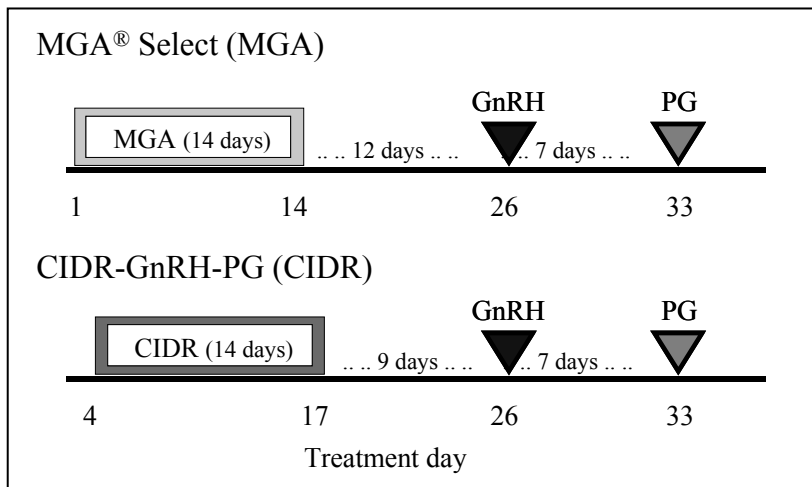 MGA® Select (MGA)
GnRH PG
MGA (14 days) .. .. 12 days .. .. .. .. 7 days .. ..
1 14 26 33
CIDR-GnRH-PG (CIDR)
GnRH PG
CIDR (14 days) .. .. 9 days .. .. .. 7 days .. ..
4 17 26 33
Treatment day